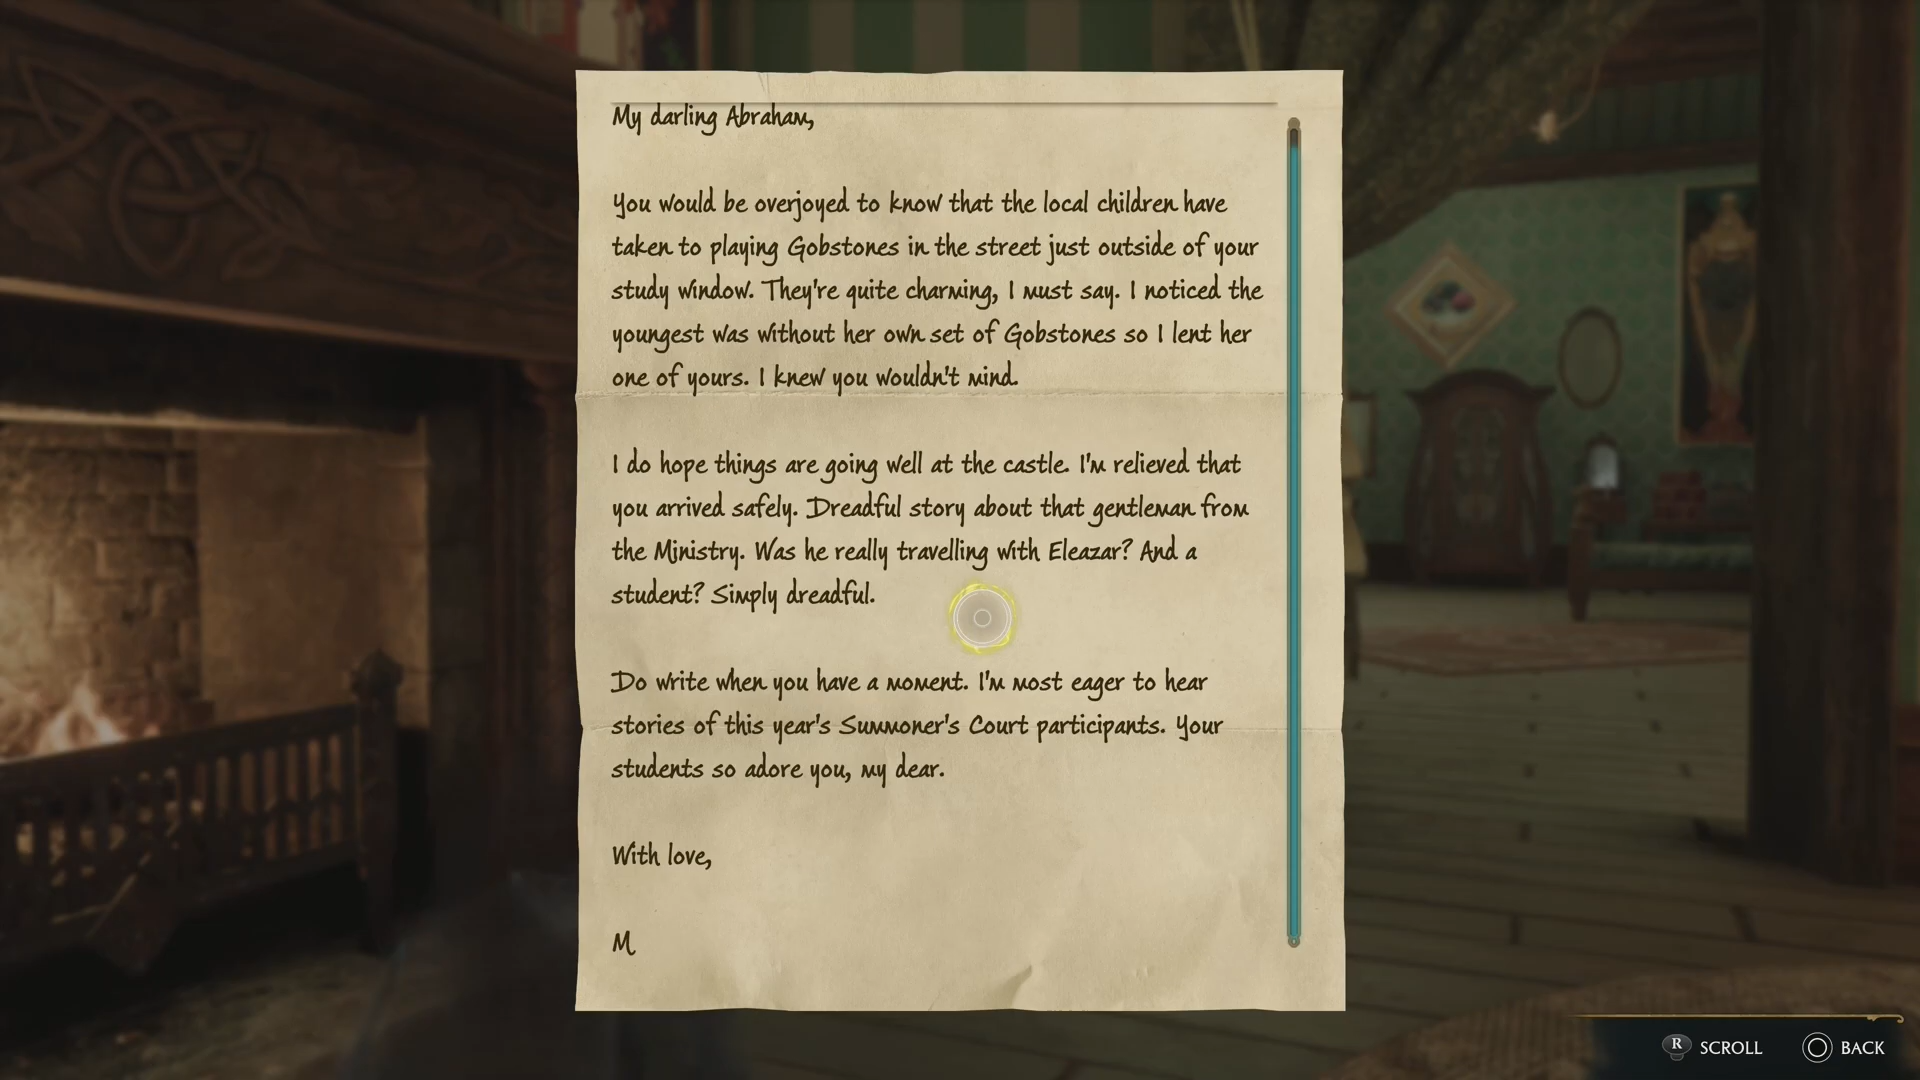 My darling Abraham,
You would be overjoyed to know that the local children have
taken to playing Gobstones in the street just outside of your
study window. They're quite charming, I must say. I noticed the
youngest was without her own set of Gobstones so I lent her
one of yours. I knew you wouldn't mind.
I do hope things are going well at the castle. I'm relieved that
you arrived safely. Dreadful story about that gentleman from
the Ministry. Was he really travelling with Eleazar? And a
student? Simply dreadful.
Do write when you have a moment. I'm most eager to hear
stories of this year's Summoner's Court participants. Your
students so adore you, my dear.
With love,
M
R SCROLL BACK